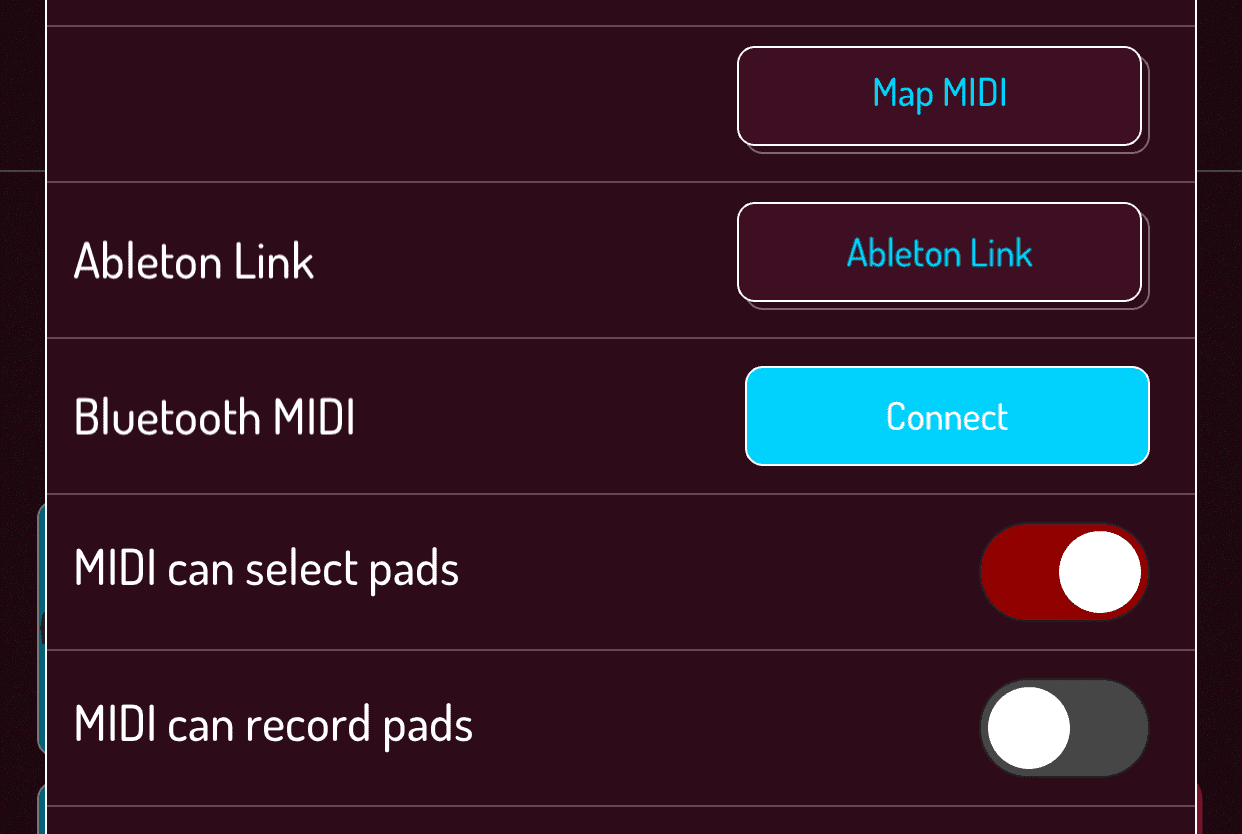 Map MIDI
Ableton Link
Ableton Link
Bluetooth MIDI
Connect
MIDI can select pads
MIDI can record pads